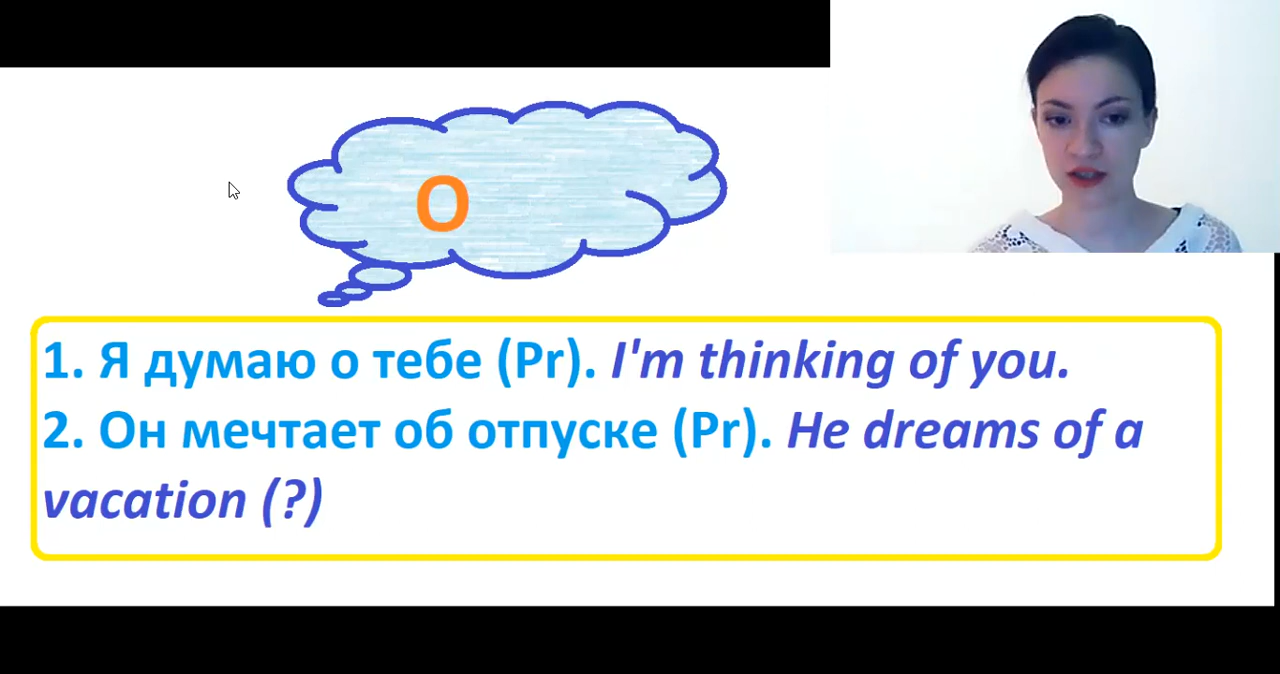 О
1. Я думаю о тебе (Pr). I'm thinking of you.
2. Он мечтает об отпуске (Pr). He dreams of a
vacation (?)